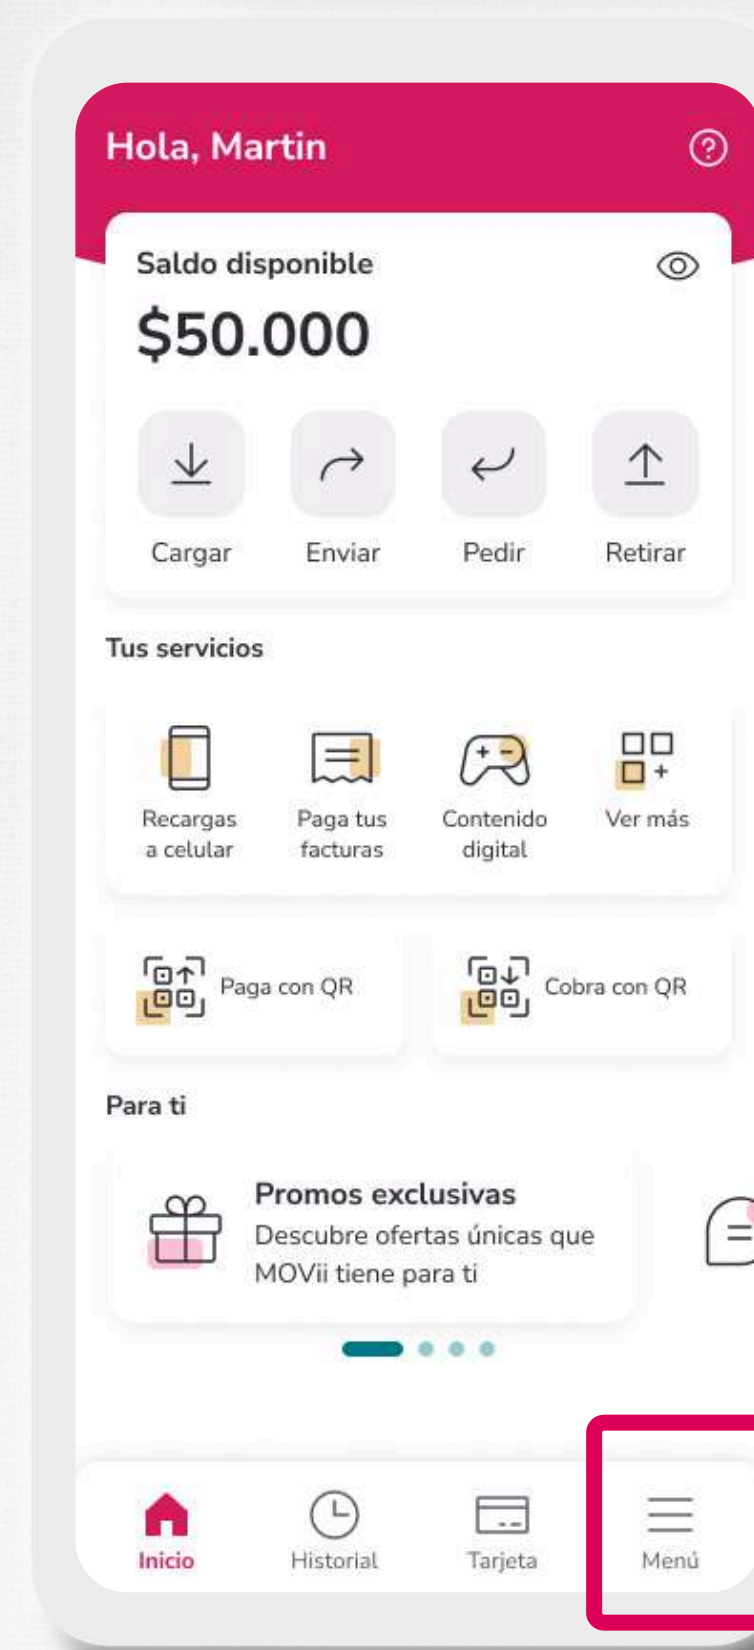 Hola, Martin
Saldo disponible
$50.000
Cargar Enviar Pedir Retirar
Tus servicios
Recargas a celular
Paga tus facturas
Contenido digital
Ver más
Paga con QR
Cobra con QR
Para ti
Promos exclusivas
Descubre ofertas únicas que
MOVii tiene para ti
Inicio Historial Tarjeta Menú